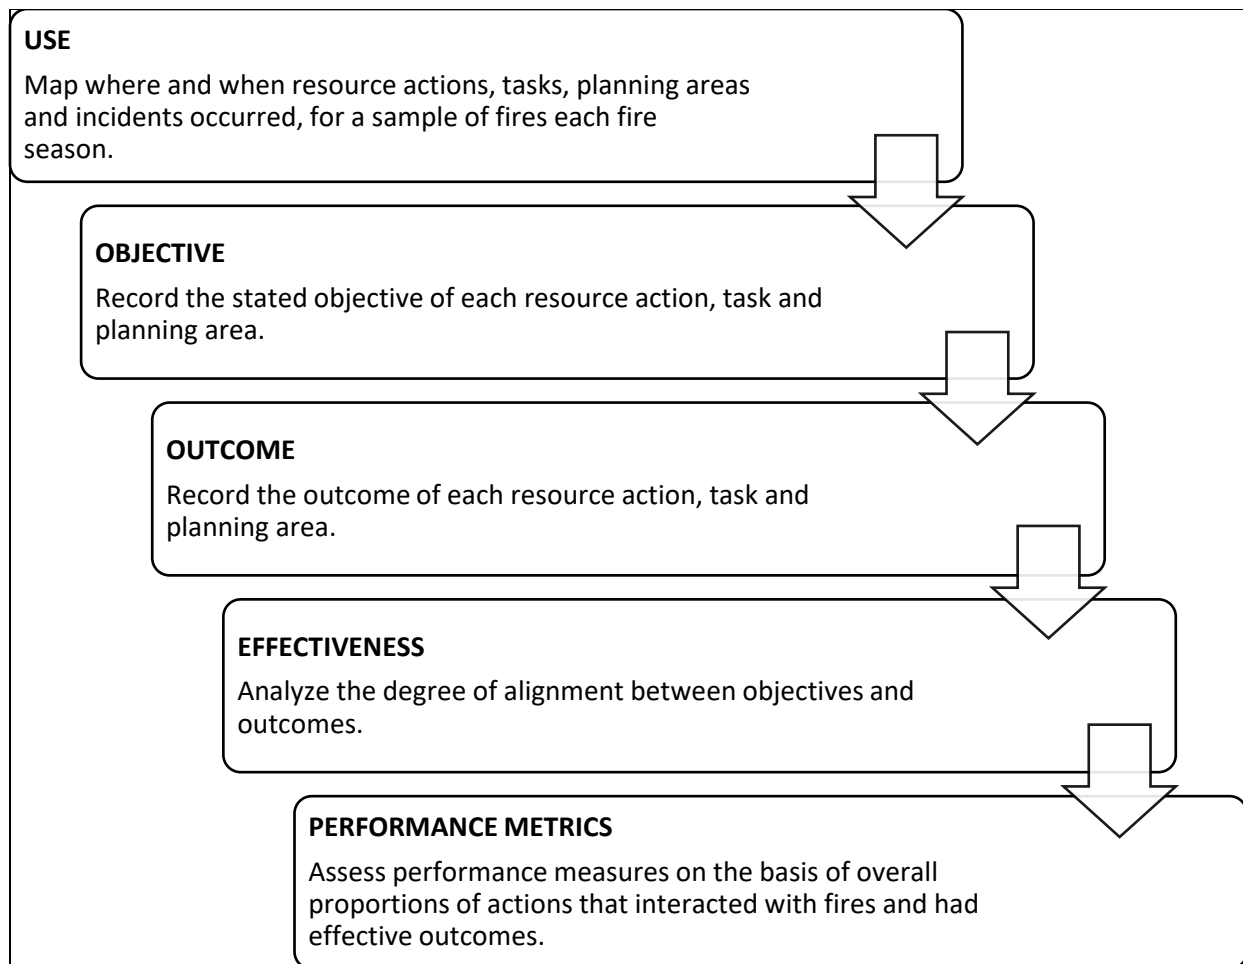 USE
Map where and when resource actions, tasks, planning areas
and incidents occurred, for a sample of fires each fire
season.
OBJECTIVE
Record the stated objective of each resource action, task and
planning area.
OUTCOME
Record the outcome of each resource action, task and
planning area.
EFFECTIVENESS
Analyze the degree of alignment between objectives and
outcomes.
PERFORMANCE METRICS
Assess performance measures on the basis of overall
proportions of actions that interacted with fires and had
effective outcomes.